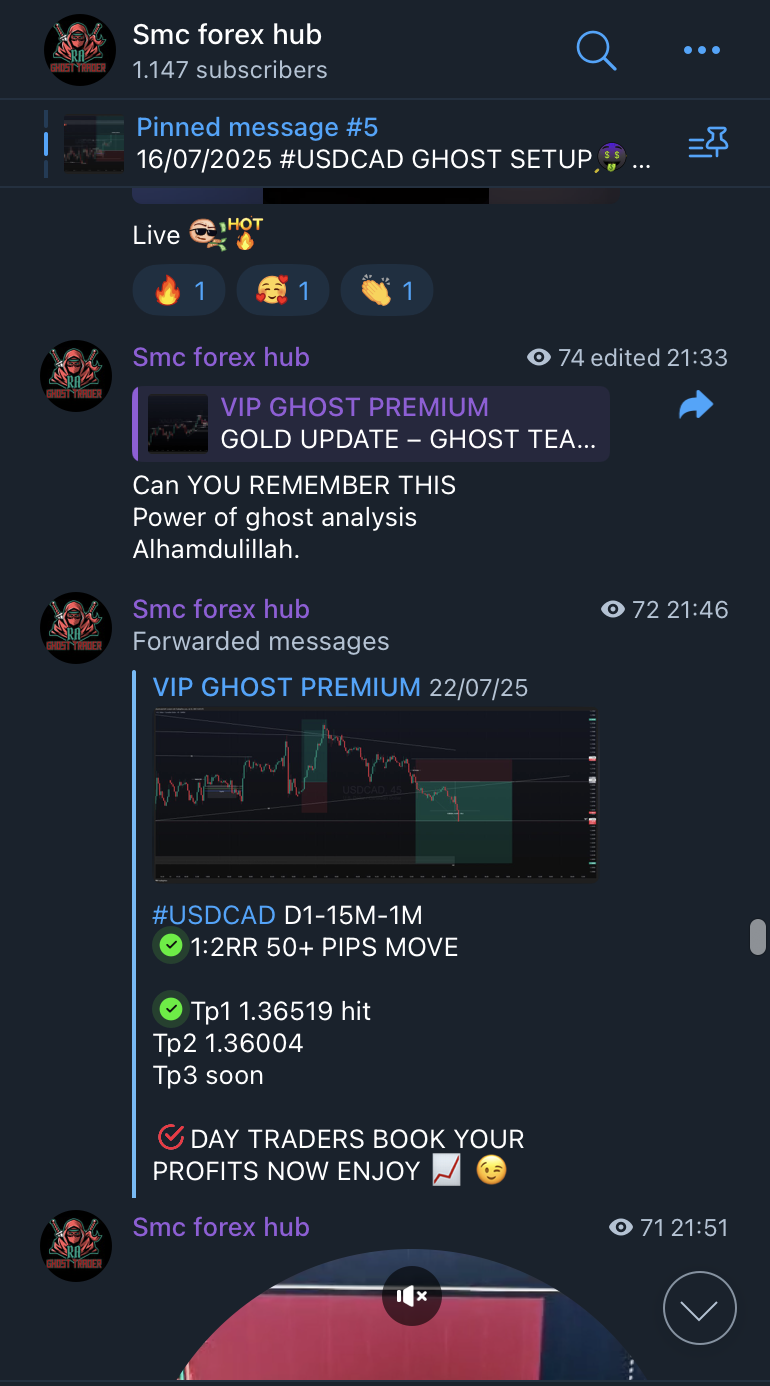 Smc forex hub
1.147 subscribers
Pinned message #5
16/07/2025 #USDCAD GHOST SETUP🤑...
Live 😎HOT🔥
🔥 1 🥰 1 👏 1
Smc forex hub 74 edited 21:33
VIP GHOST PREMIUM
GOLD UPDATE – GHOST TEA...
Can YOU REMEMBER THIS
Power of ghost analysis
Alhamdulillah.
Smc forex hub 72 21:46
Forwarded messages
VIP GHOST PREMIUM 22/07/25
USDCAD, 45
#USDCAD D1-15M-1M
✅1:2RR 50+ PIPS MOVE
✅Tp1 1.36519 hit
Tp2 1.36004
Tp3 soon
DAY TRADERS BOOK YOUR
PROFITS NOW ENJOY 📈 😉
Smc forex hub 71 21:51
RA
GHOST TRADER